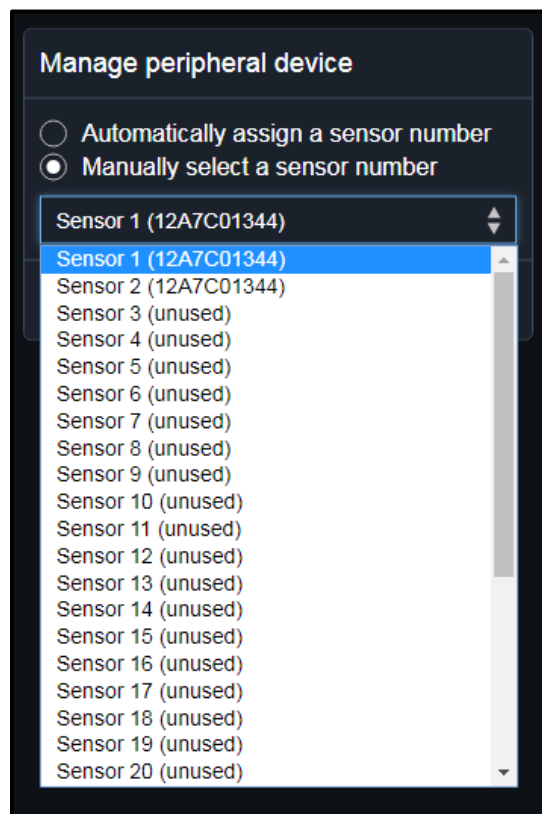 Manage peripheral device
Automatically assign a sensor number
Manually select a sensor number
Sensor 1 (12A7C01344)
Sensor 1 (12A7C01344)
Sensor 2 (12A7C01344)
Sensor 3 (unused)
Sensor 4 (unused)
Sensor 5 (unused)
Sensor 6 (unused)
Sensor 7 (unused)
Sensor 8 (unused)
Sensor 9 (unused)
Sensor 10 (unused)
Sensor 11 (unused)
Sensor 12 (unused)
Sensor 13 (unused)
Sensor 14 (unused)
Sensor 15 (unused)
Sensor 16 (unused)
Sensor 17 (unused)
Sensor 18 (unused)
Sensor 19 (unused)
Sensor 20 (unused)